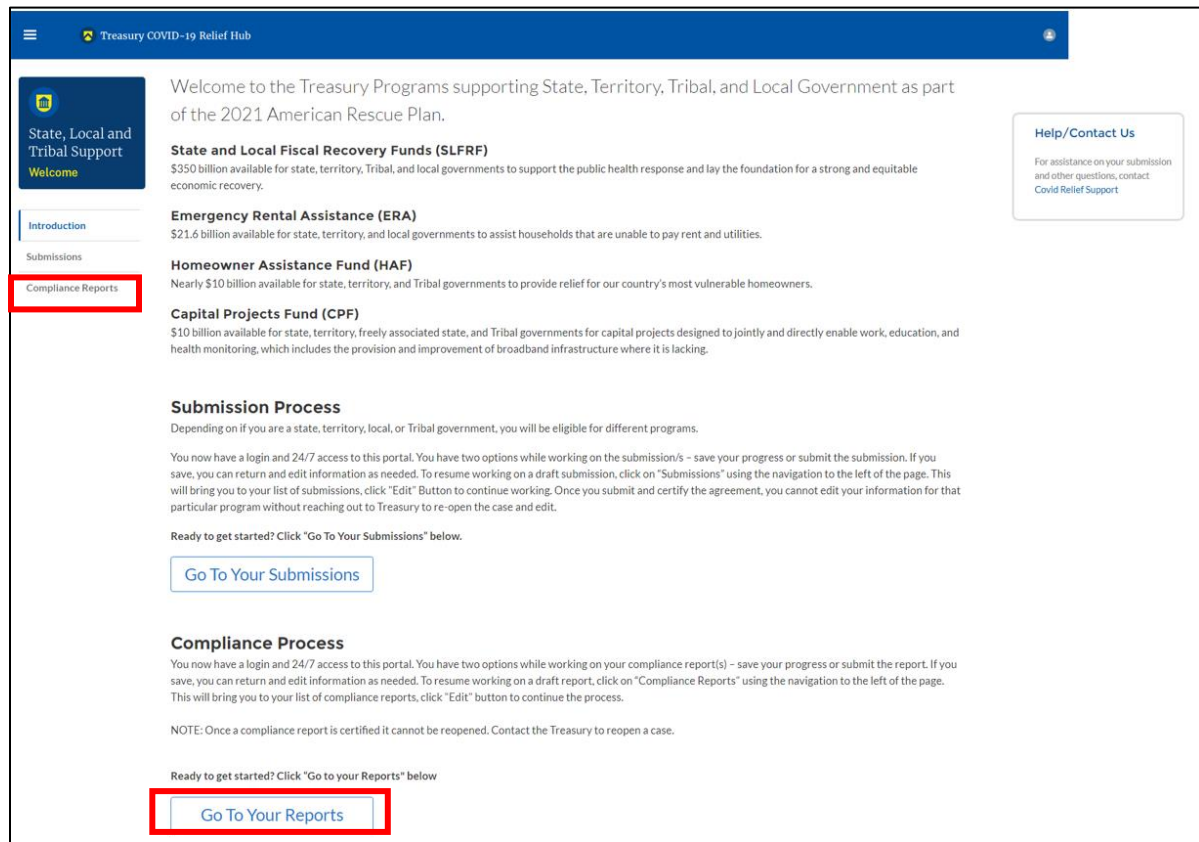 Treasury COVID-19 Relief Hub
State, Local and
Tribal Support
Welcome
Introduction
Submissions
Compliance Reports
Welcome to the Treasury Programs supporting State, Territory, Tribal, and Local Government as part
of the 2021 American Rescue Plan.
State and Local Fiscal Recovery Funds (SLFRF)
$350 billion available for state, territory, Tribal, and local governments to support the public health response and lay the foundation for a strong and equitable
economic recovery.
Emergency Rental Assistance (ERA)
$21.6 billion available for state, territory, and local governments to assist households that are unable to pay rent and utilities.
Homeowner Assistance Fund (HAF)
Nearly $10 billion available for state, territory, and Tribal governments to provide relief for our country's most vulnerable homeowners.
Capital Projects Fund (CPF)
$10 billion available for state, territory, freely associated state, and Tribal governments for capital projects designed to jointly and directly enable work, education, and
health monitoring, which includes the provision and improvement of broadband infrastructure where it is lacking.
Submission Process
Depending on if you are a state, territory, local, or Tribal government, you will be eligible for different programs.
You now have a login and 24/7 access to this portal. You have two options while working on the submission/s – save your progress or submit the submission. If you
save, you can return and edit information as needed. To resume working on a draft submission, click on "Submissions" using the navigation to the left of the page. This
will bring you to your list of submissions, click "Edit" Button to continue working. Once you submit and certify the agreement, you cannot edit your information for that
particular program without reaching out to Treasury to re-open the case and edit.
Ready to get started? Click "Go To Your Submissions" below.
Go To Your Submissions
Compliance Process
You now have a login and 24/7 access to this portal. You have two options while working on your compliance report(s) – save your progress or submit the report. If you
save, you can return and edit information as needed. To resume working on a draft report, click on "Compliance Reports" using the navigation to the left of the page.
This will bring you to your list of compliance reports, click "Edit" button to continue the process.
NOTE: Once a compliance report is certified it cannot be reopened. Contact the Treasury to reopen a case.
Ready to get started? Click "Go to your Reports" below
Go To Your Reports
Help/Contact Us
For assistance on your submission
and other questions, contact
Covid Relief Support